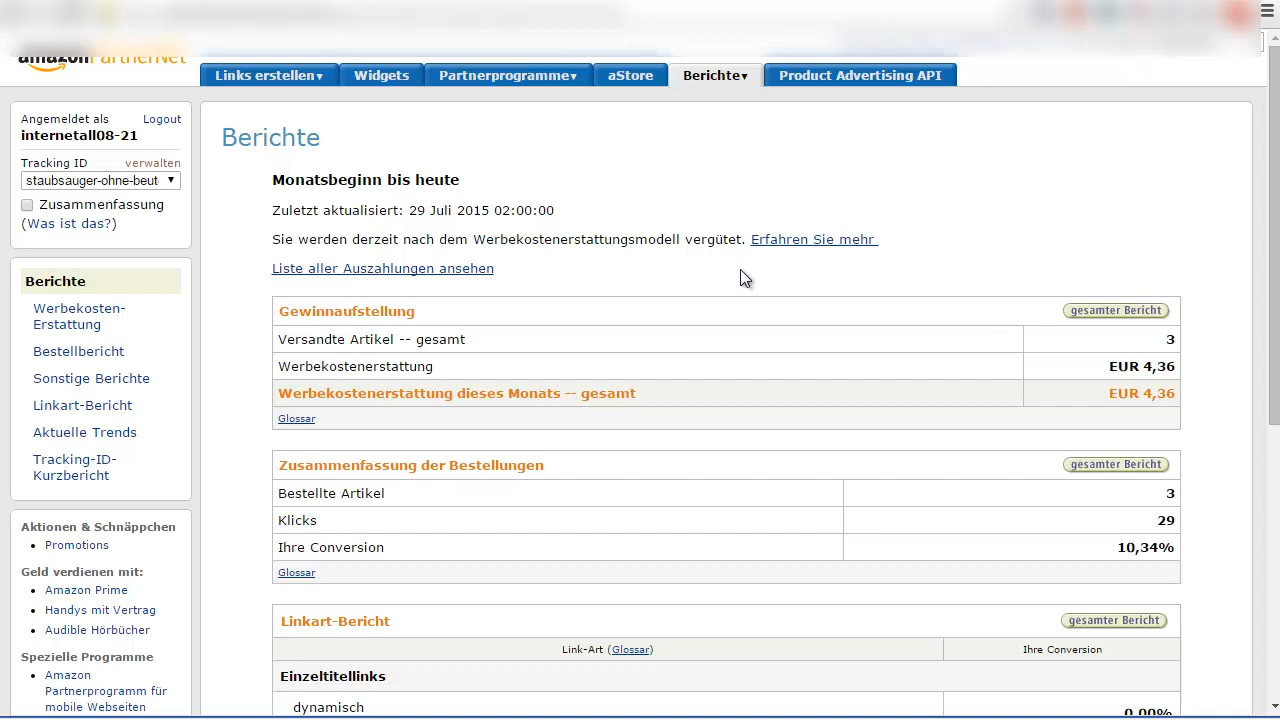 amazon PartnerNet
Links erstellen▾
Widgets
Partnerprogramme▾
aStore
Berichte▾
Product Advertising API
Angemeldet als
Logout
internetall08-21
Tracking ID
verwalten
staubsauger-ohne-beut
Zusammenfassung
(Was ist das?)
Berichte
Werbekosten-
Erstattung
Bestellbericht
Sonstige Berichte
Linkart-Bericht
Aktuelle Trends
Tracking-ID-
Kurzbericht
Aktionen & Schnäppchen
Promotions
Geld verdienen mit:
Amazon Prime
Handys mit Vertrag
Audible Hörbücher
Spezielle Programme
Amazon
Partnerprogramm für
mobile Webseiten
Berichte
Monatsbeginn bis heute
Zuletzt aktualisiert: 29 Juli 2015 02:00:00
Sie werden derzeit nach dem Werbekostenerstattungsmodell vergütet. Erfahren Sie mehr
Liste aller Auszahlungen ansehen
Gewinnaufstellung gesamter Bericht
Versandte Artikel -- gesamt 3
Werbekostenerstattung EUR 4,36
Werbekostenerstattung dieses Monats -- gesamt EUR 4,36
Glossar
Zusammenfassung der Bestellungen gesamter Bericht
Bestellte Artikel 3
Klicks 29
Ihre Conversion 10,34%
Glossar
Linkart-Bericht gesamter Bericht
Link-Art (Glossar) Ihre Conversion
Einzeltitellinks
dynamisch 0,00%